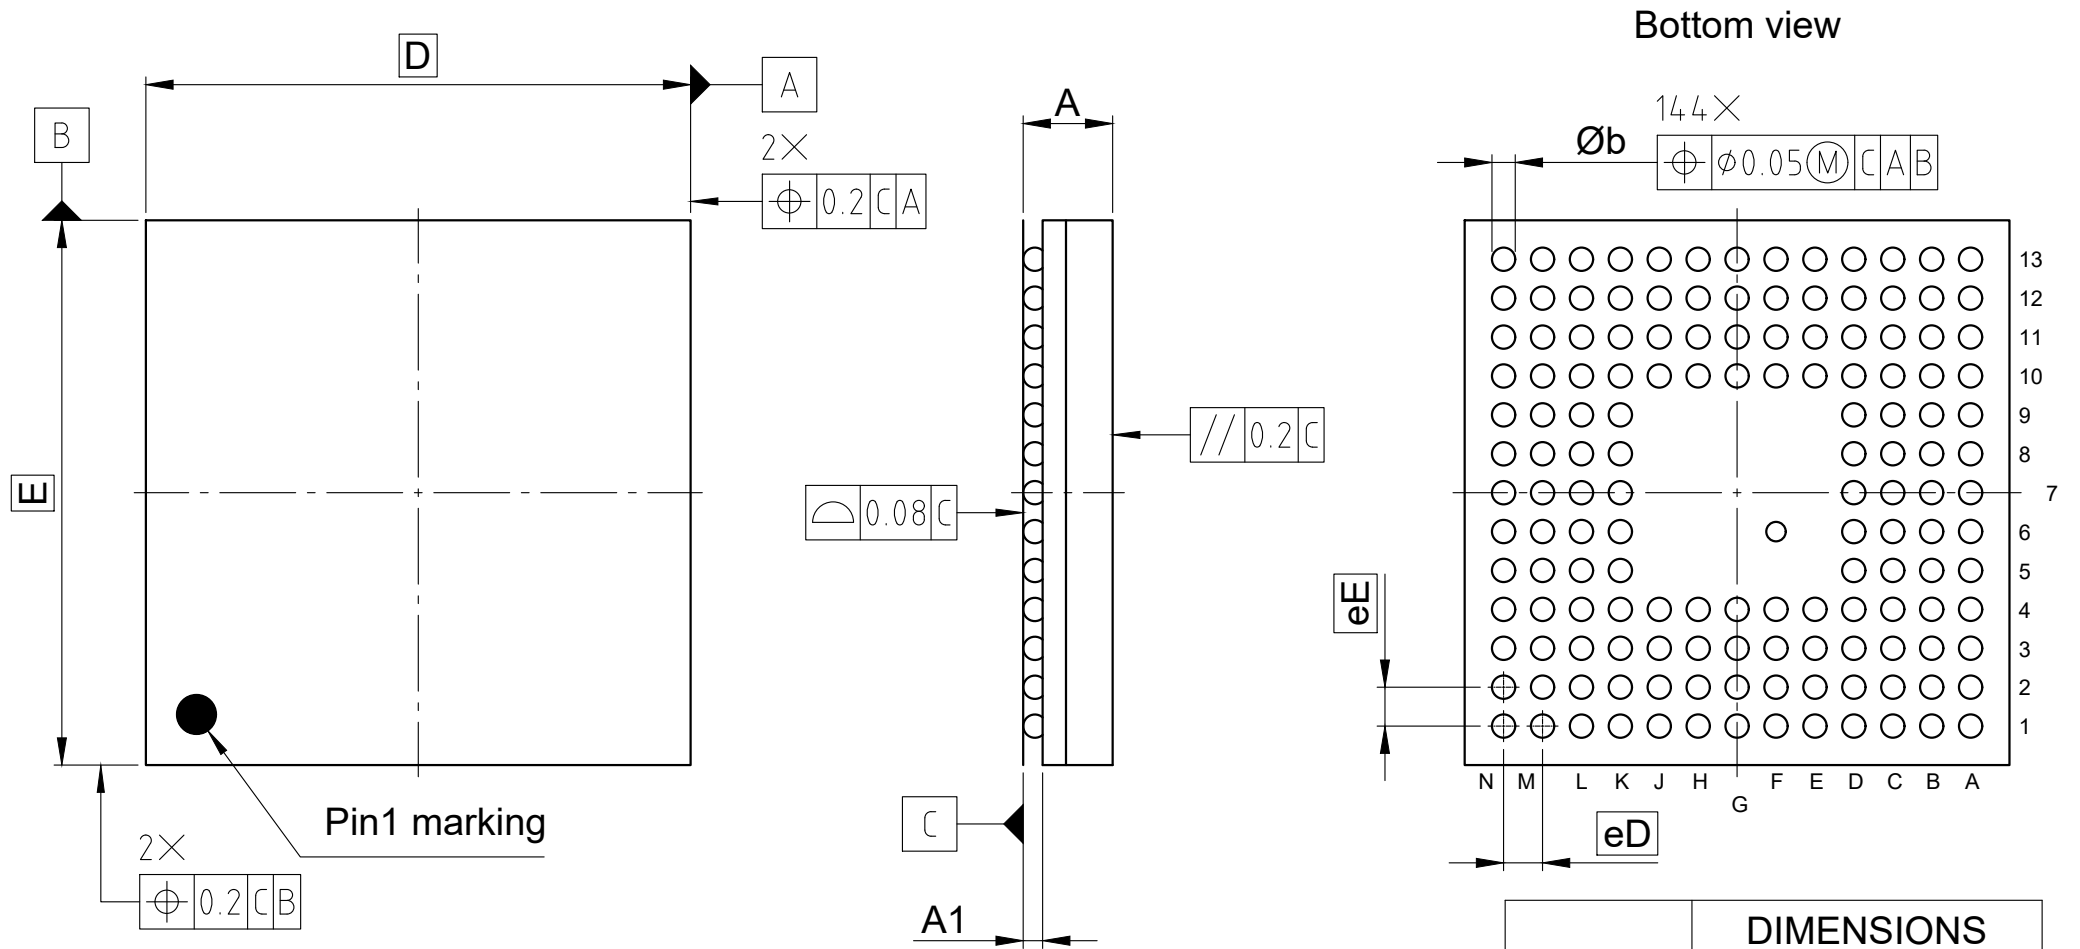 Bottom view
D
A
B
2×
⌖ 0.2 C A
A
144×
Øb
⌖ ϕ0.05 Ⓜ C A B
E
// 0.2 C
⌓ 0.08 C
13
12
11
10
9
8
7
6
5
4
3
2
1
eE
N M L K J H G F E D C B A
eD
Pin1 marking
2×
⌖ 0.2 C B
C
A1
DIMENSIONS